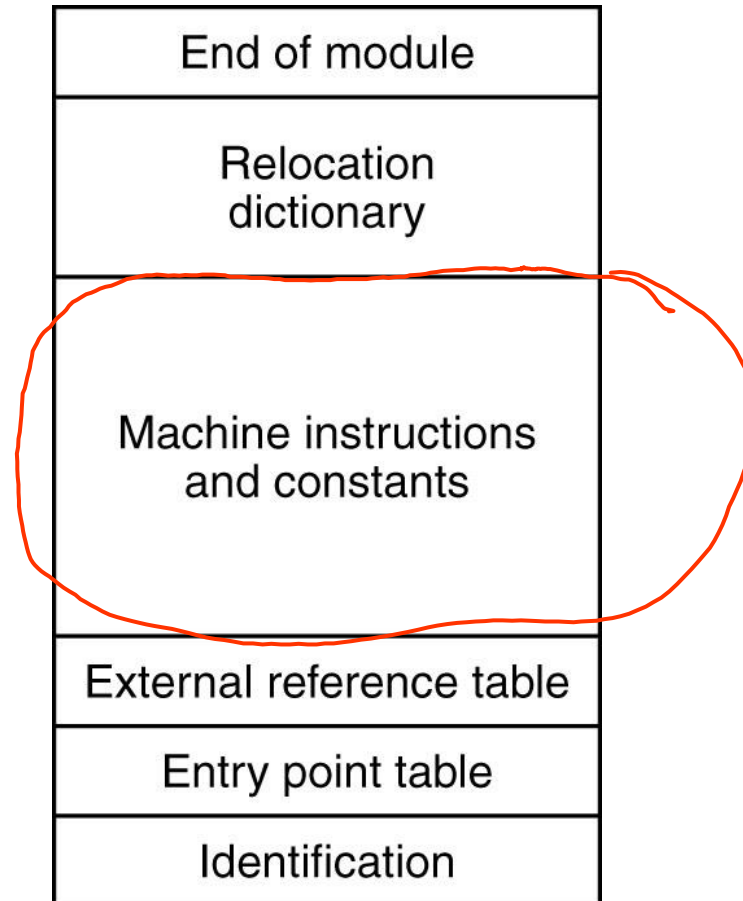 End of module
Relocation
dictionary
Machine instructions
and constants
External reference table
Entry point table
Identification